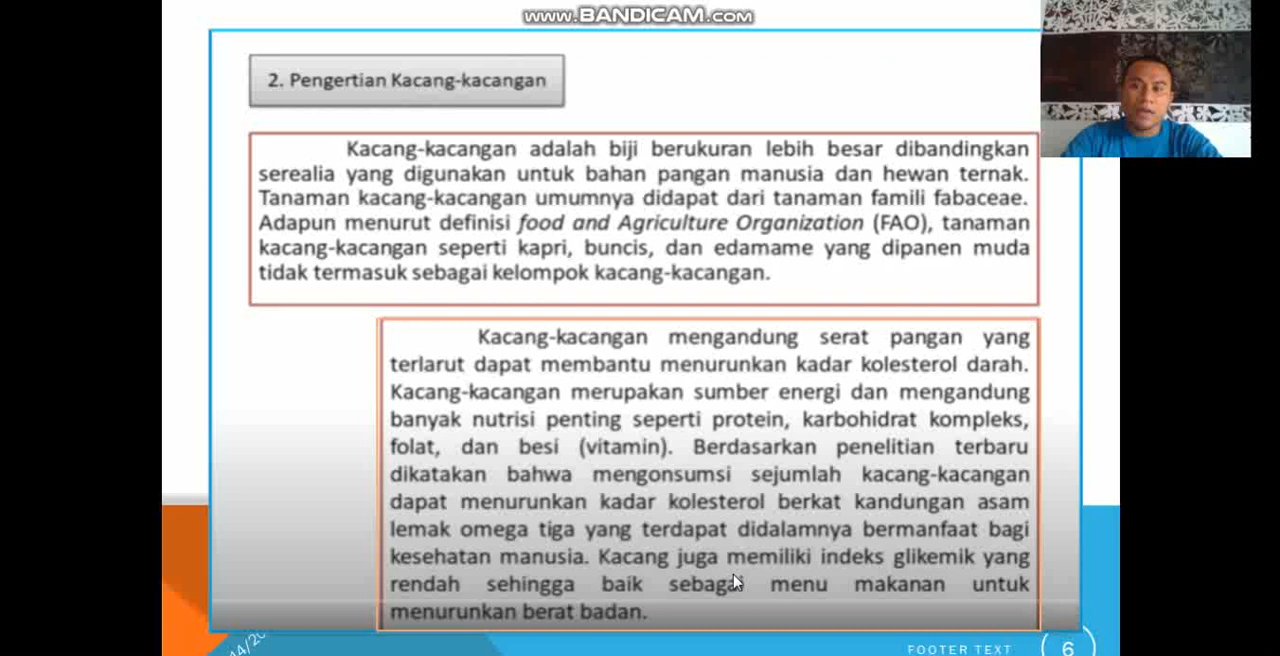 www.BANDICAM.com
2. Pengertian Kacang-kacangan
Kacang-kacangan adalah biji berukuran lebih besar dibandingkan
serealia yang digunakan untuk bahan pangan manusia dan hewan ternak.
Tanaman kacang-kacangan umumnya didapat dari tanaman famili fabaceae.
Adapun menurut definisi food and Agriculture Organization (FAO), tanaman
kacang-kacangan seperti kapri, buncis, dan edamame yang dipanen muda
tidak termasuk sebagai kelompok kacang-kacangan.
Kacang-kacangan mengandung serat pangan yang
terlarut dapat membantu menurunkan kadar kolesterol darah.
Kacang-kacangan merupakan sumber energi dan mengandung
banyak nutrisi penting seperti protein, karbohidrat kompleks,
folat, dan besi (vitamin). Berdasarkan penelitian terbaru
dikatakan bahwa mengonsumsi sejumlah kacang-kacangan
dapat menurunkan kadar kolesterol berkat kandungan asam
lemak omega tiga yang terdapat didalamnya bermanfaat bagi
kesehatan manusia. Kacang juga memiliki indeks glikemik yang
rendah sehingga baik sebagai menu makanan untuk
menurunkan berat badan.
FOOTER TEXT
6